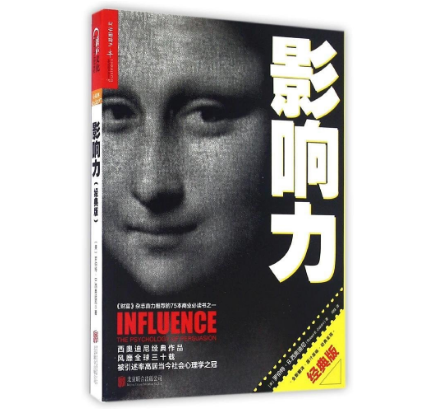 影响力
《财富》杂志鼎力推荐的75本商业必读书之一
INFLUENCE
THE PSYCHOLOGY OF PERSUASION
西奥迪尼经典作品
风靡全球三十载
被引述率高居当今社会心理学之冠
经典版
影响力
（经典版）